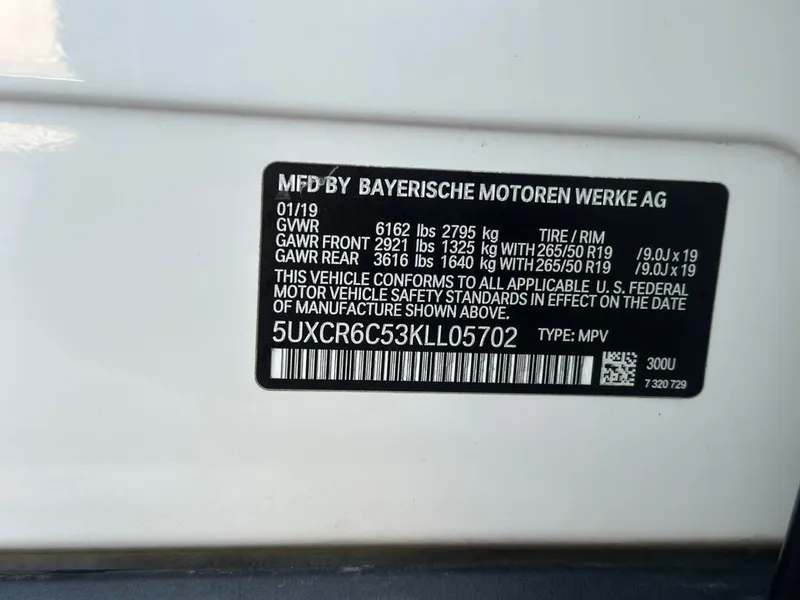 MFD BY BAYERISCHE MOTOREN WERKE AG
01/19
GVWR 6162 lbs 2795 kg TIRE / RIM
GAWR FRONT 2921 lbs 1325 kg WITH 265/50 R19 /9.0J x 19
GAWR REAR 3616 lbs 1640 kg WITH 265/50 R19 /9.0J x 19
THIS VEHICLE CONFORMS TO ALL APPLICABLE U. S. FEDERAL
MOTOR VEHICLE SAFETY STANDARDS IN EFFECT ON THE DATE
OF MANUFACTURE SHOWN ABOVE.
5UXCR6C53KLL05702 TYPE: MPV
300U
7 320 729